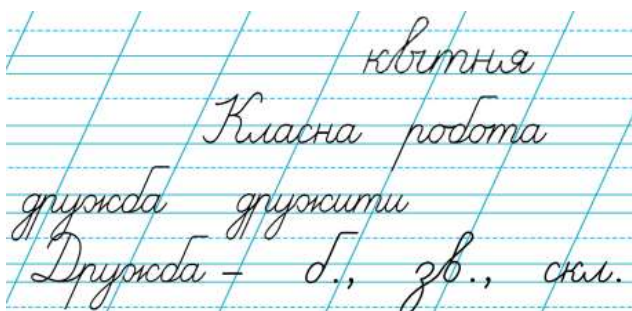 квітня
Класна робота
дружба дружити
Дружба – б., зв., скл.